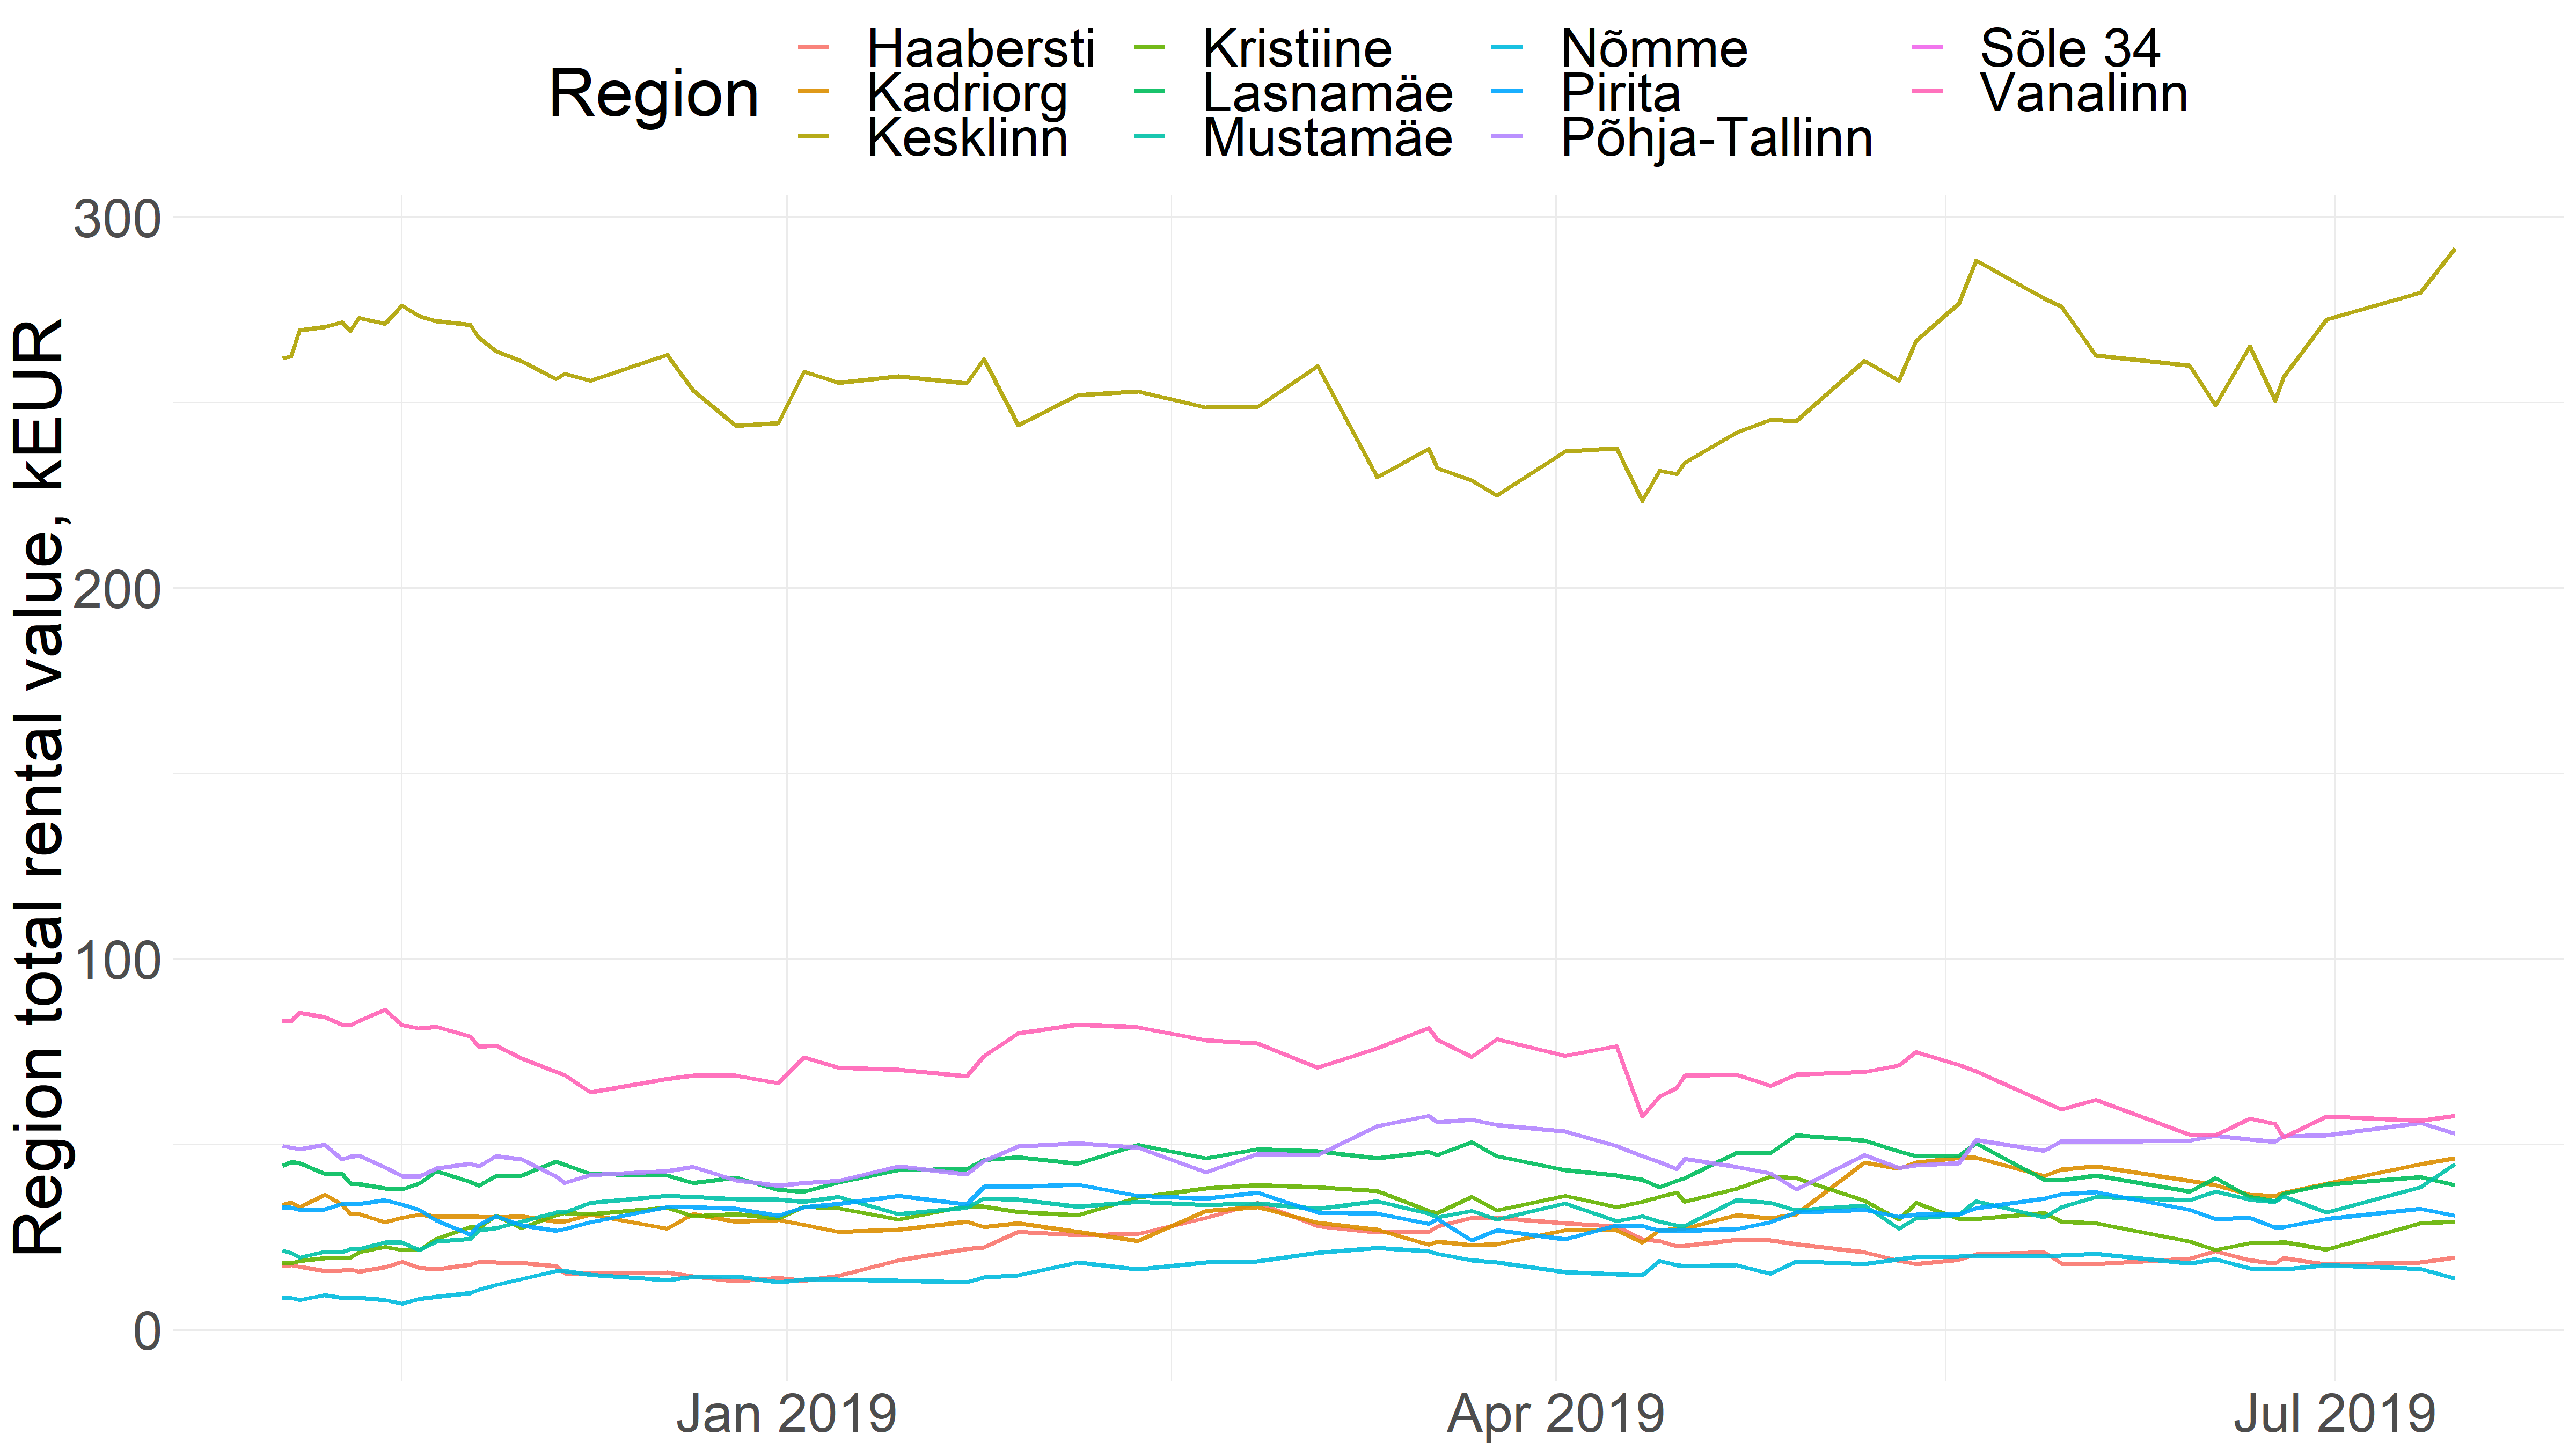 Region
Haabersti
Kadriorg
Kesklinn
Kristiine
Lasnamäe
Mustamäe
Nõmme
Pirita
Põhja-Tallinn
Sõle 34
Vanalinn
Region total rental value, kEUR
300
200
100
0
Jan 2019
Apr 2019
Jul 2019